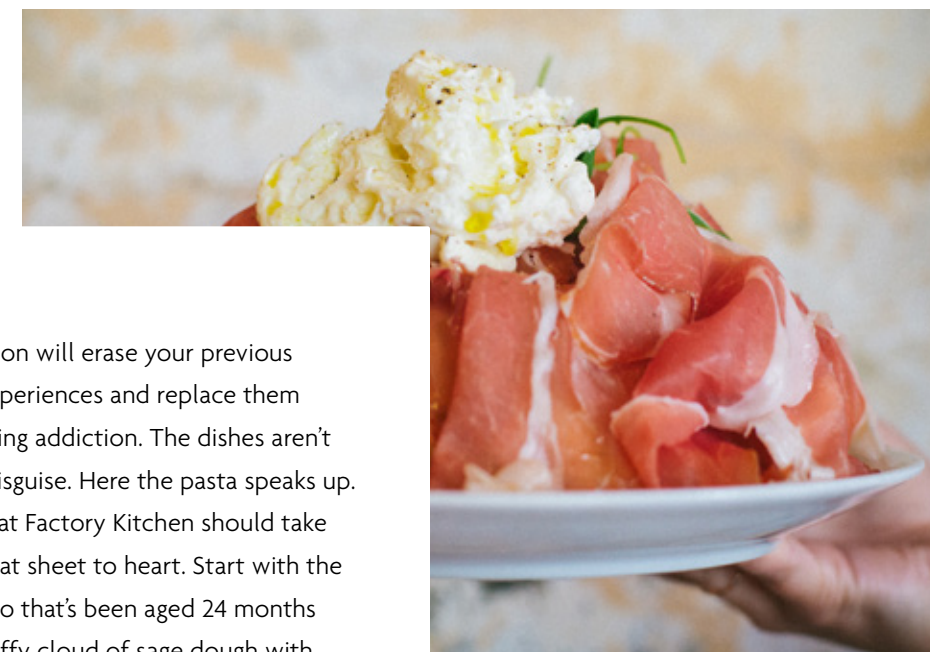 on will erase your previous
periences and replace them
ing addiction. The dishes aren’t
isguise. Here the pasta speaks up.
at Factory Kitchen should take
at sheet to heart. Start with the
o that’s been aged 24 months
ffy cloud of sage dough with